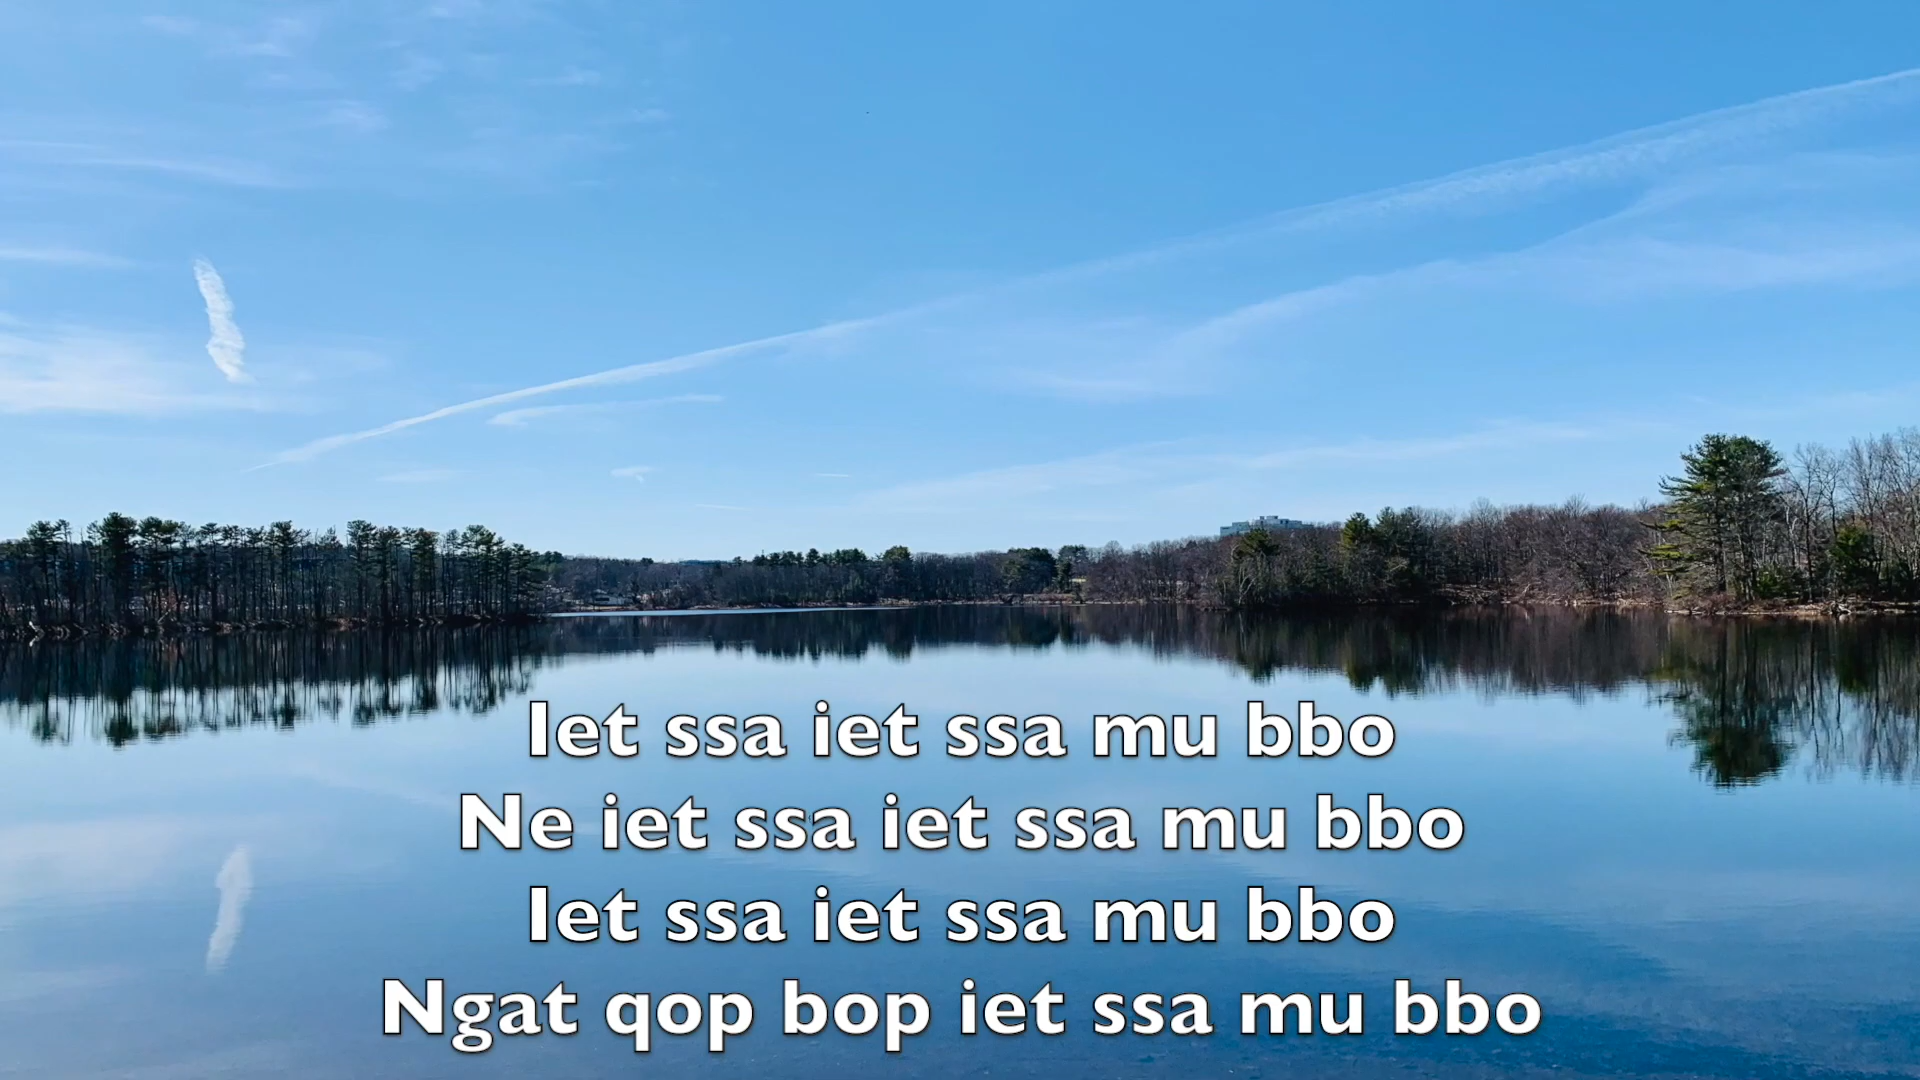 Iet ssa iet ssa mu bbo
Ne iet ssa iet ssa mu bbo
Iet ssa iet ssa mu bbo
Ngat qop bop iet ssa mu bbo